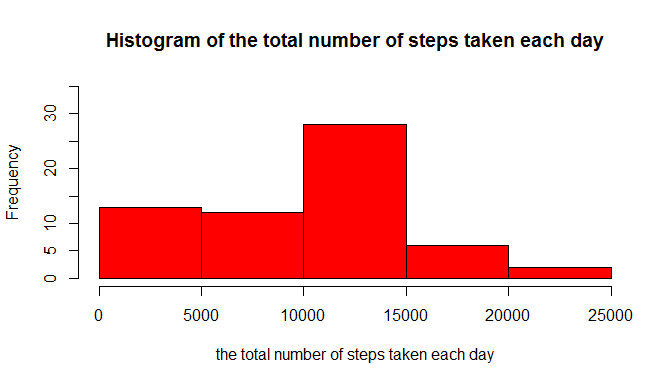 Histogram of the total number of steps taken each day
Frequency
30
20
10
5
0
0 5000 10000 15000 20000 25000
the total number of steps taken each day